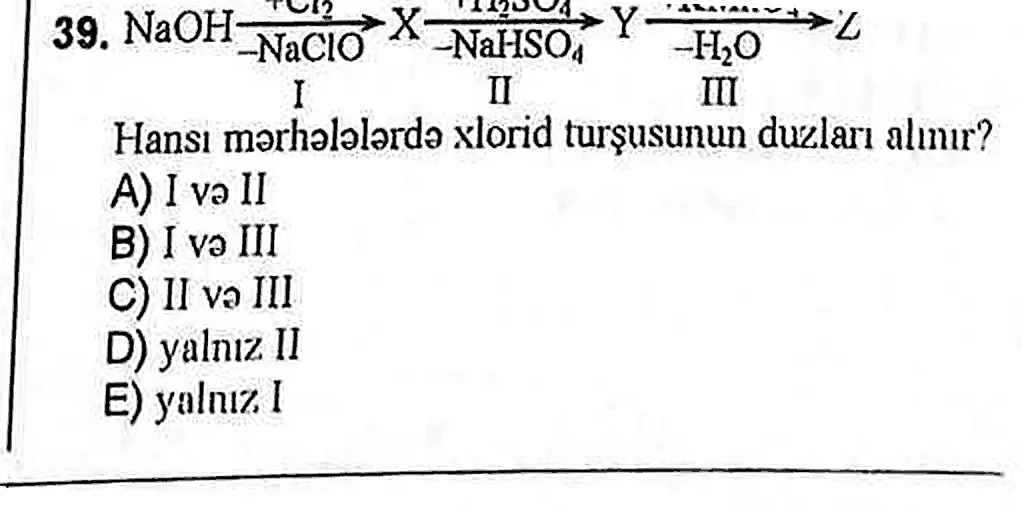 39. NaOH +Cl₂ −NaClO X +H₂SO₄ −NaHSO₄ Y −H₂O Z
I II III
Hansı mərhələlərdə xlorid turşusunun duzları alınır?
A) I və II
B) I və III
C) II və III
D) yalnız II
E) yalnız I